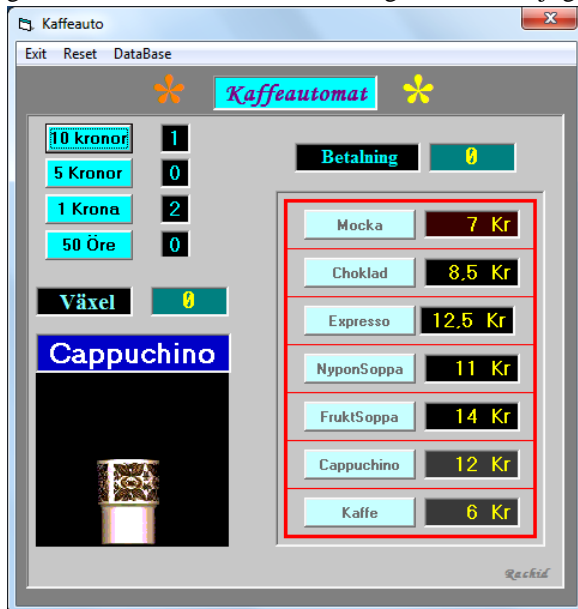 Kaffeauto
Exit Reset DataBase
* Kaffeautomat *
10 kronor 1
5 Kronor 0
1 Krona 2
50 Öre 0
Växel 0
Cappuchino
Betalning 0
Mocka 7 Kr
Choklad 8,5 Kr
Expresso 12,5 Kr
NyponSoppa 11 Kr
FruktSoppa 14 Kr
Cappuchino 12 Kr
Kaffe 6 Kr
Rachid